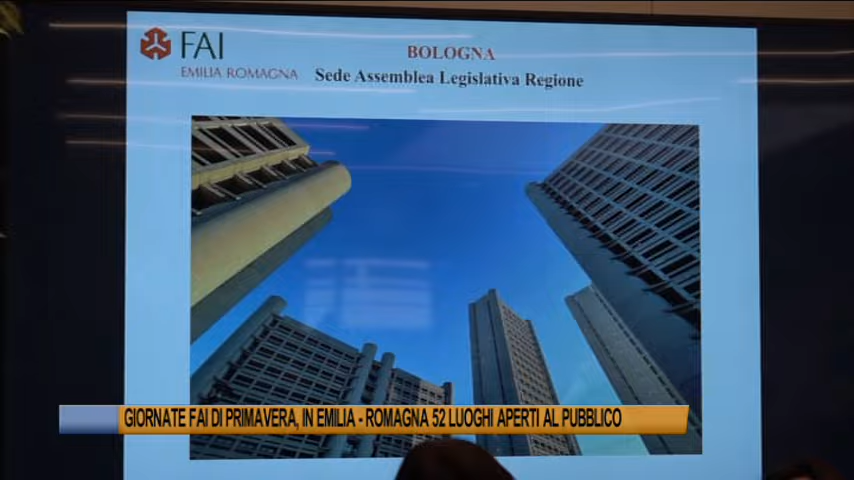 FAI
EMILIA ROMAGNA
BOLOGNA
Sede Assemblea Legislativa Regione
GIORNATE FAI DI PRIMAVERA, IN EMILIA - ROMAGNA 52 LUOGHI APERTI AL PUBBLICO